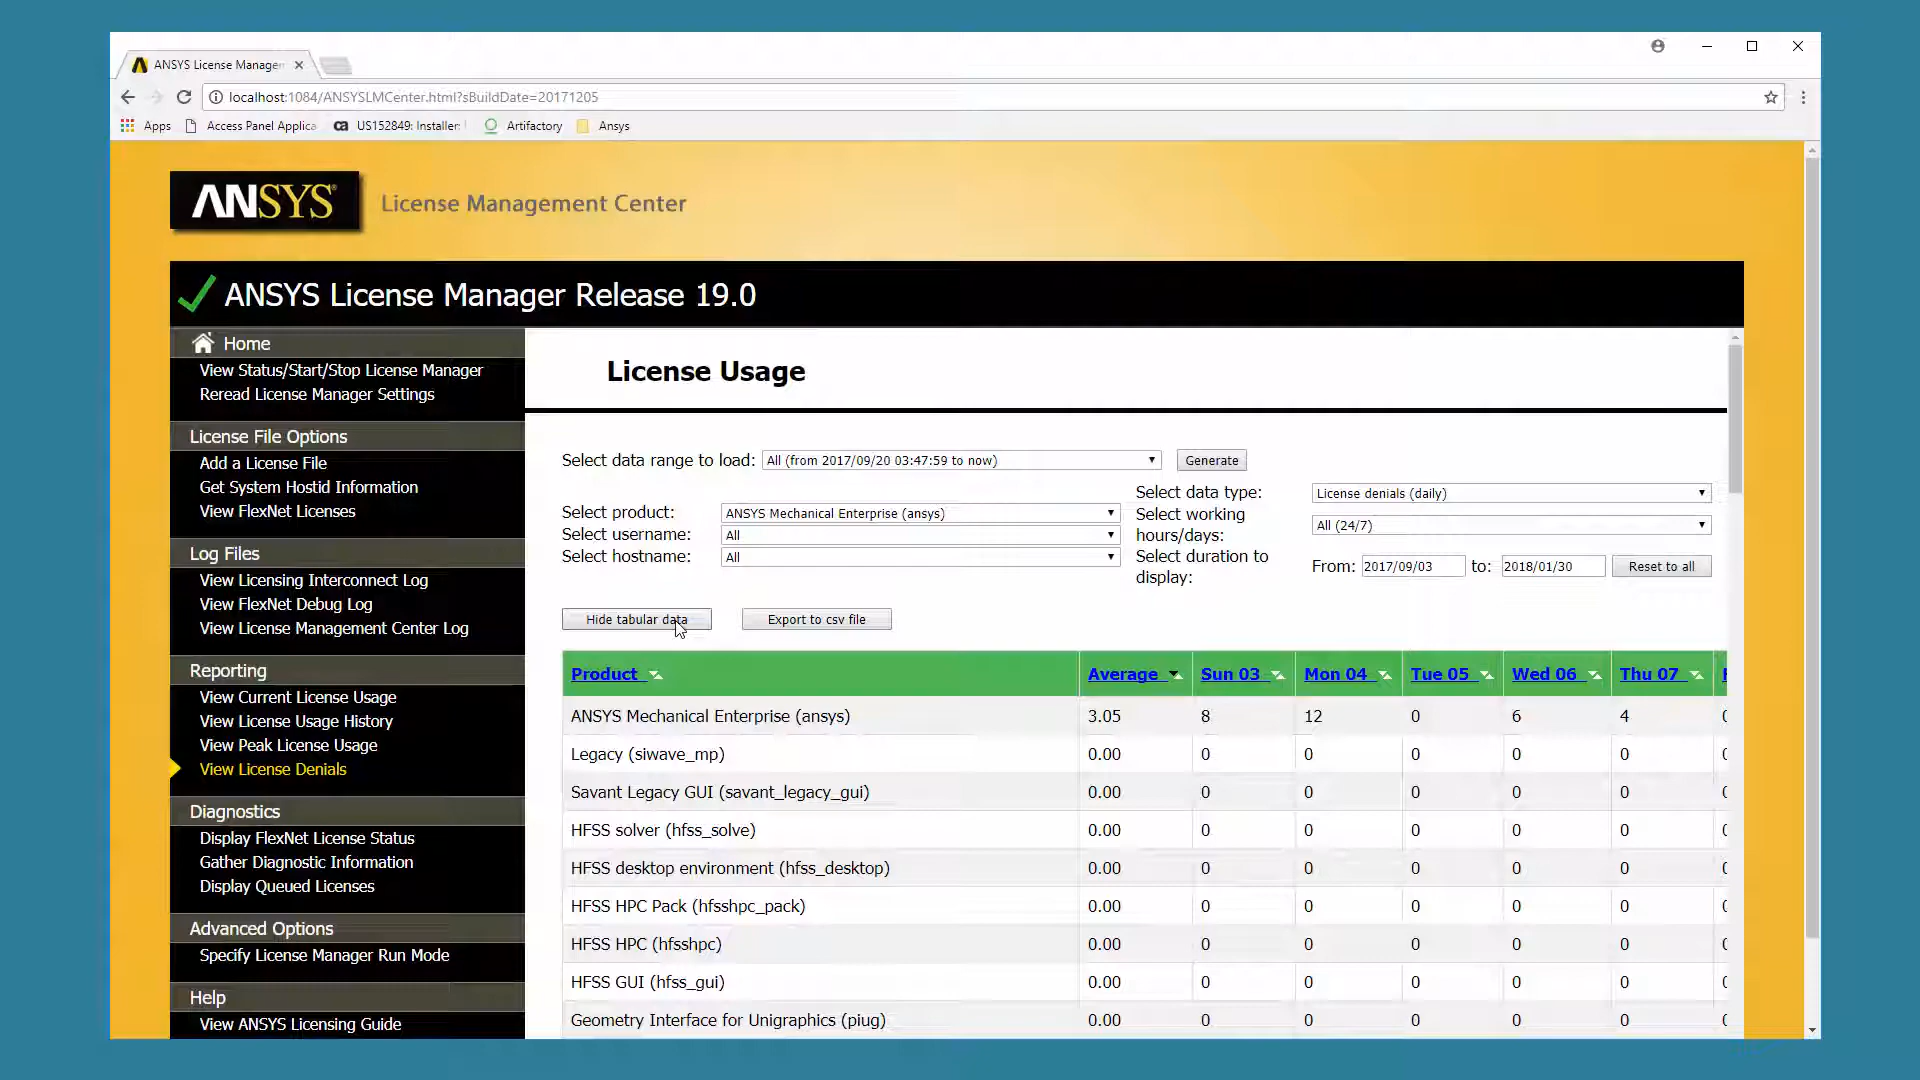 ANSYS License Manager
localhost:1084/ANSYSLMCenter.html?sBuildDate=20171205
Apps Access Panel Applica ca US152849: Installer: Artifactory Ansys
ANSYS License Management Center
ANSYS License Manager Release 19.0
Home
View Status/Start/Stop License Manager
Reread License Manager Settings
License File Options
Add a License File
Get System Hostid Information
View FlexNet Licenses
Log Files
View Licensing Interconnect Log
View FlexNet Debug Log
View License Management Center Log
Reporting
View Current License Usage
View License Usage History
View Peak License Usage
View License Denials
Diagnostics
Display FlexNet License Status
Gather Diagnostic Information
Display Queued Licenses
Advanced Options
Specify License Manager Run Mode
Help
View ANSYS Licensing Guide
License Usage
Select data range to load: All (from 2017/09/20 03:47:59 to now) Generate
Select product: ANSYS Mechanical Enterprise (ansys)
Select username: All
Select hostname: All
Select data type: License denials (daily)
Select working
hours/days: All (24/7)
Select duration to
display: From: 2017/09/03 to: 2018/01/30 Reset to all
Hide tabular data Export to csv file
Product Average Sun 03 Mon 04 Tue 05 Wed 06 Thu 07
ANSYS Mechanical Enterprise (ansys) 3.05 8 12 0 6 4
Legacy (siwave_mp) 0.00 0 0 0 0 0
Savant Legacy GUI (savant_legacy_gui) 0.00 0 0 0 0 0
HFSS solver (hfss_solve) 0.00 0 0 0 0 0
HFSS desktop environment (hfss_desktop) 0.00 0 0 0 0 0
HFSS HPC Pack (hfsshpc_pack) 0.00 0 0 0 0 0
HFSS HPC (hfsshpc) 0.00 0 0 0 0 0
HFSS GUI (hfss_gui) 0.00 0 0 0 0 0
Geometry Interface for Unigraphics (piug) 0.00 0 0 0 0 0